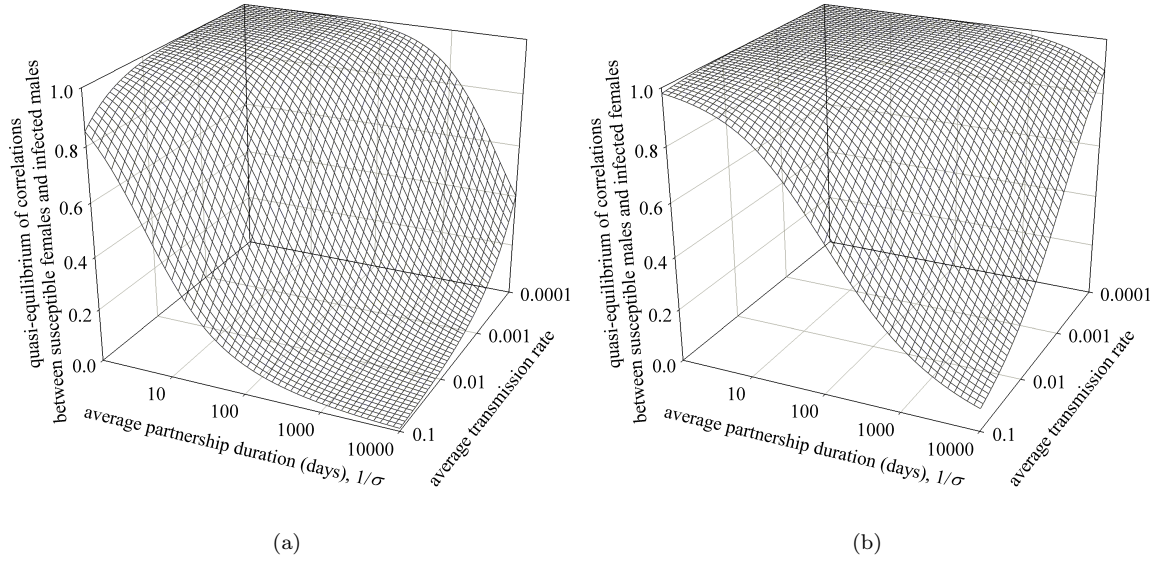 quasi-equilibrium of correlations
between susceptible females and infected males
1.0
0.8
0.6
0.4
0.2
0.0
10
100
1000
10000
average partnership duration (days), 1/σ
0.0001
0.001
0.01
0.1
average transmission rate
(a)
quasi-equilibrium of correlations
between susceptible males and infected females
1.0
0.8
0.6
0.4
0.2
0.0
10
100
1000
10000
average partnership duration (days), 1/σ
0.0001
0.001
0.01
0.1
average transmission rate
(b)